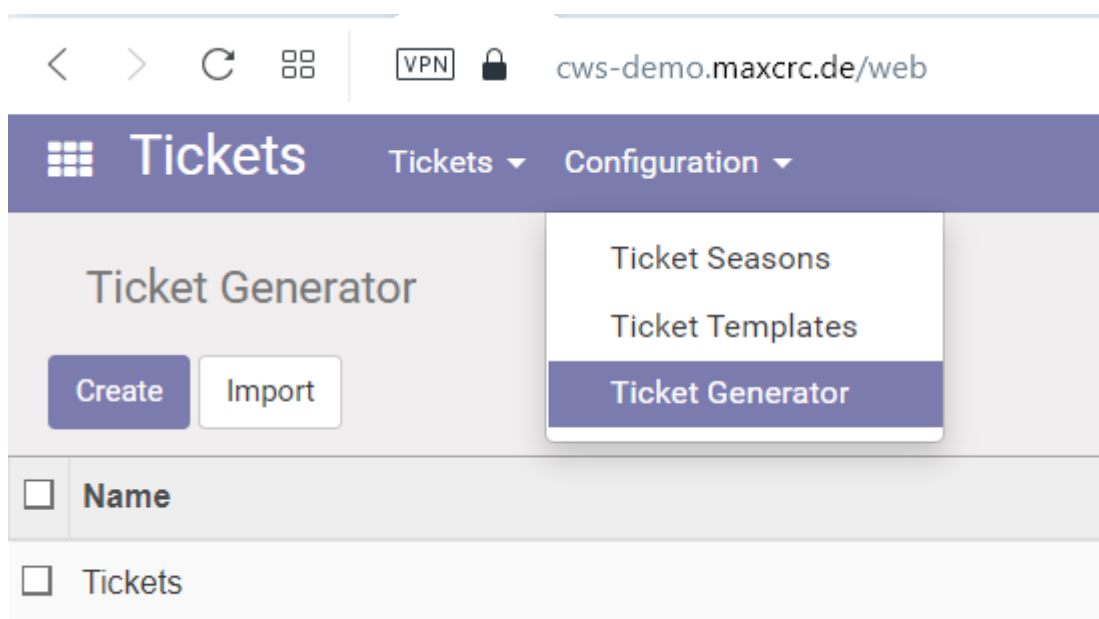 VPN cws-demo.maxcrc.de/web
Tickets Tickets Configuration
Ticket Seasons
Ticket Generator
Ticket Templates
Create Import
Ticket Generator
Name
Tickets